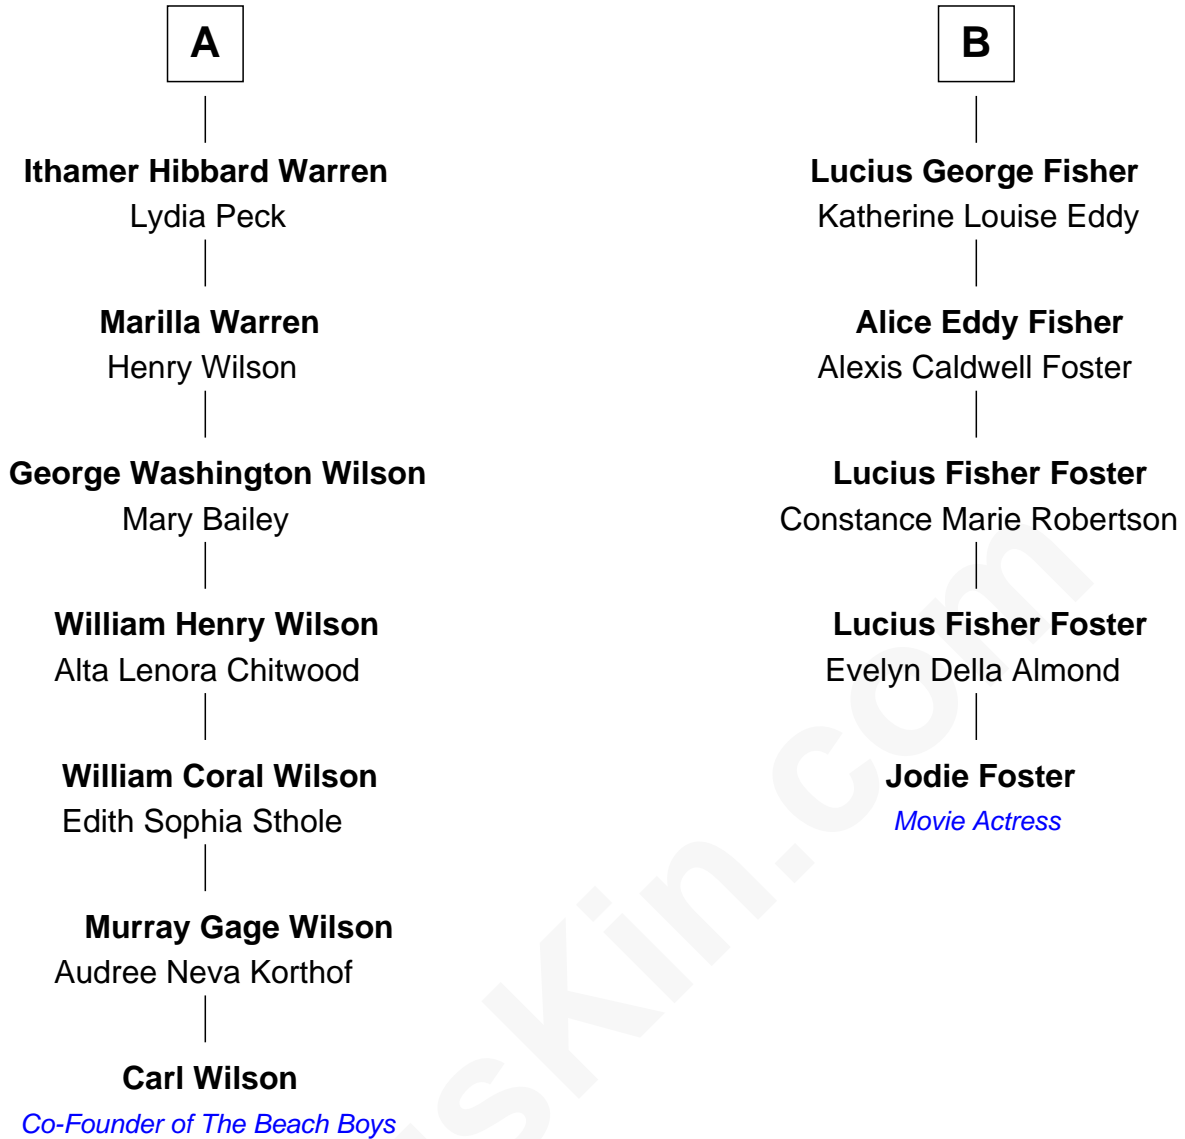 A
Ithamer Hibbard Warren
Lydia Peck
Marilla Warren
Henry Wilson
George Washington Wilson
Mary Bailey
William Henry Wilson
Alta Lenora Chitwood
William Coral Wilson
Edith Sophia Sthole
Murray Gage Wilson
Audree Neva Korthof
Carl Wilson
Co-Founder of The Beach Boys
B
Lucius George Fisher
Katherine Louise Eddy
Alice Eddy Fisher
Alexis Caldwell Foster
Lucius Fisher Foster
Constance Marie Robertson
Lucius Fisher Foster
Evelyn Della Almond
Jodie Foster
Movie Actress